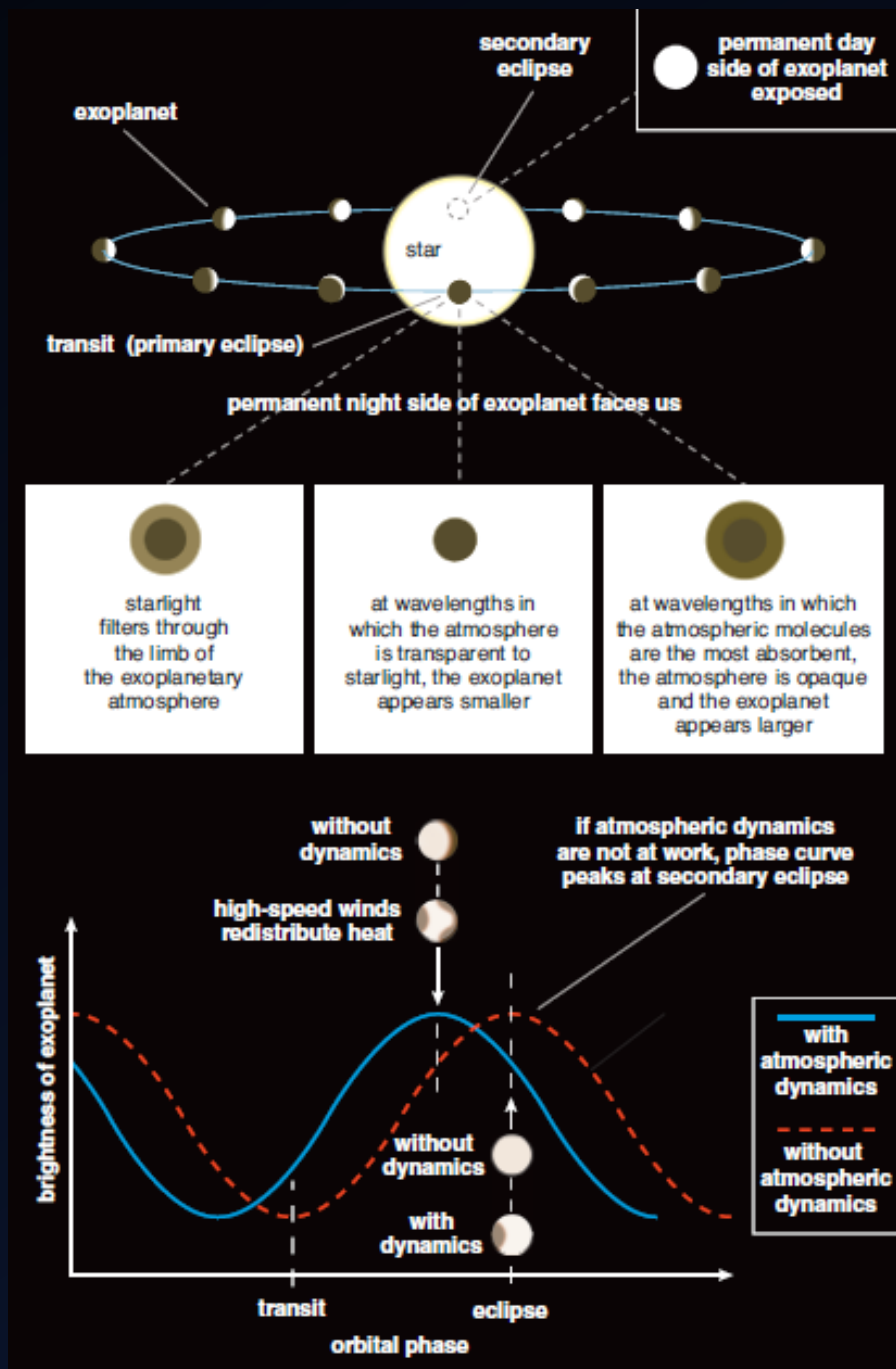 secondary
eclipse
permanent day
side of exoplanet
exposed
exoplanet
star
transit (primary eclipse)
permanent night side of exoplanet faces us
starlight
filters through
the limb of
the exoplanetary
atmosphere
at wavelengths in
which the atmosphere
is transparent to
starlight, the exoplanet
appears smaller
at wavelengths in which
the atmospheric molecules
are the most absorbent,
the atmosphere is opaque
and the exoplanet
appears larger
without
dynamics
if atmospheric dynamics
are not at work, phase curve
peaks at secondary eclipse
high-speed winds
redistribute heat
brightness of exoplanet
with
atmospheric
dynamics
without
atmospheric
dynamics
without
dynamics
with
dynamics
transit
eclipse
orbital phase